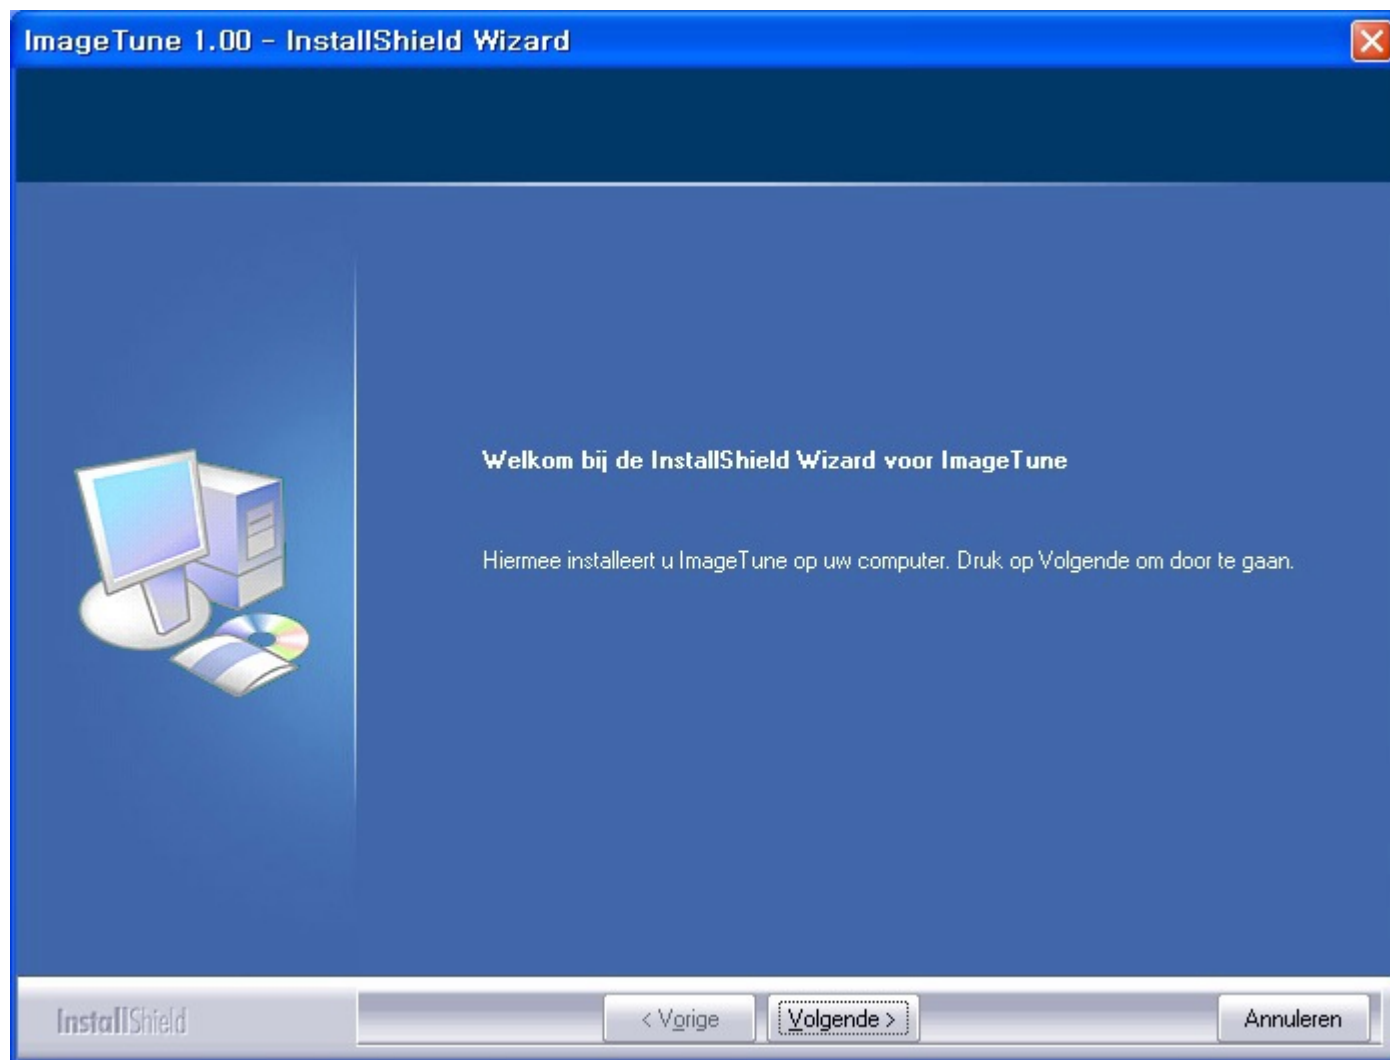 ImageTune 1.00 - InstallShield Wizard
Welkom bij de InstallShield Wizard voor ImageTune
Hiermee installeert u ImageTune op uw computer. Druk op Volgende om door te gaan.
InstallShield
< Vorige
Volgende >
Annuleren